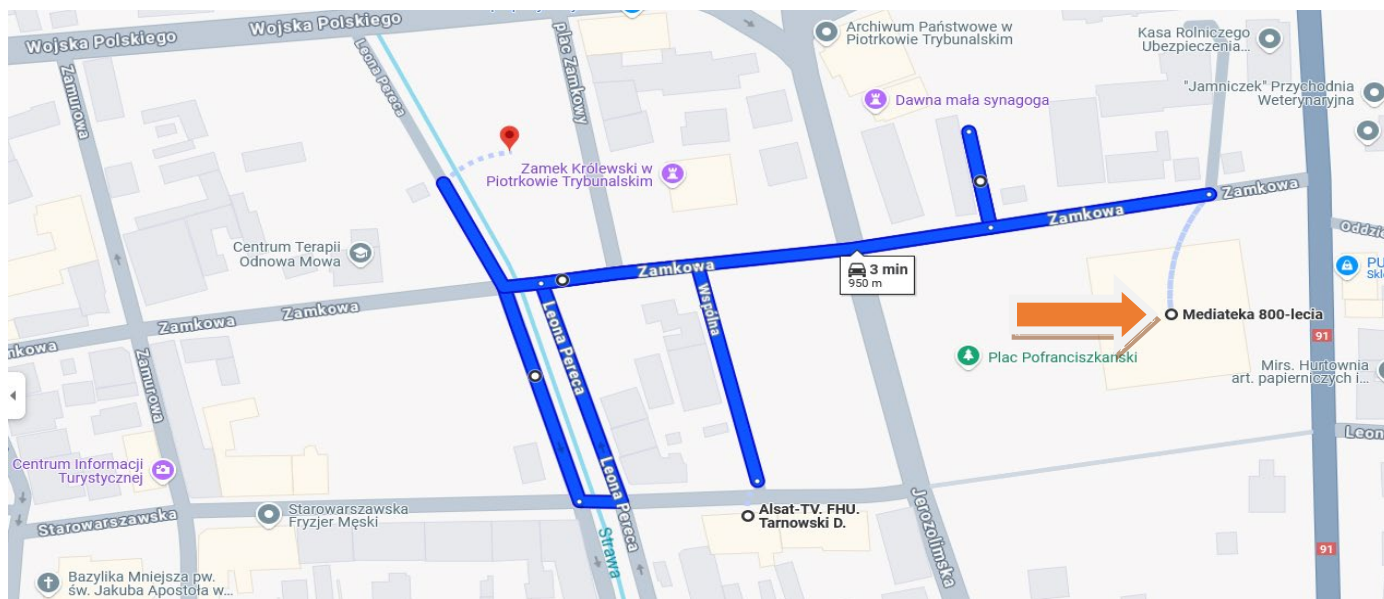 Wojska Polskiego
Wojska Polskiego
Leona Pereca
plac Zamkowy
Zamurowa
Archiwum Państwowe w
Piotrkowie Trybunalskim
Kasa Rolniczego
Ubezpieczenia...
"Jamniczek" Przychodnia
Weterynaryjna
Dawna mała synagoga
Zamek Królewski w
Piotrkowie Trybunalskim
Zamkowa
Zamkowa
Centrum Terapii
Odnowa Mowa
Zamkowa
3 min
950 m
Wspólna
Leona Pereca
Zamkowa
Zamkowa
Mediateka 800-lecia
91
Plac Pofranciszkański
Mirs. Hurtownia
art. papierniczych i...
Zamurowa
Centrum Informacji
Turystycznej
Leona Pereca
Jerozolimska
Starowarszawska
Starowarszawska
Fryzjer Męski
Alsat-TV. FHU.
Tarnowski D.
Strawa
91
Bazylika Mniejsza pw.
św. Jakuba Apostoła w...